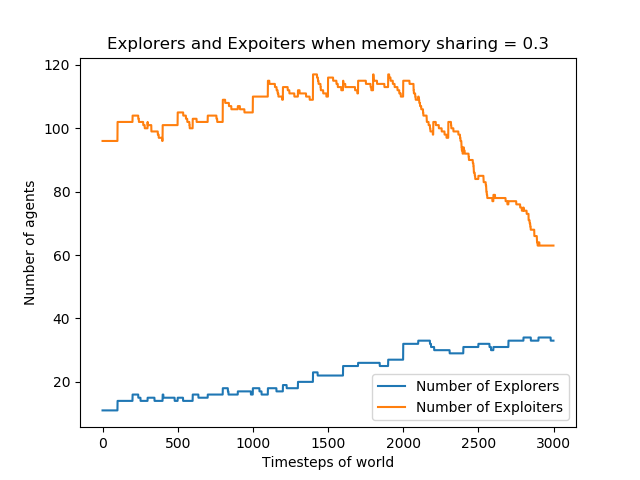 Explorers and Expoiters when memory sharing = 0.3
120
100
80
60
40
20
Number of agents
0 500 1000 1500 2000 2500 3000
Timesteps of world
Number of Explorers
Number of Exploiters